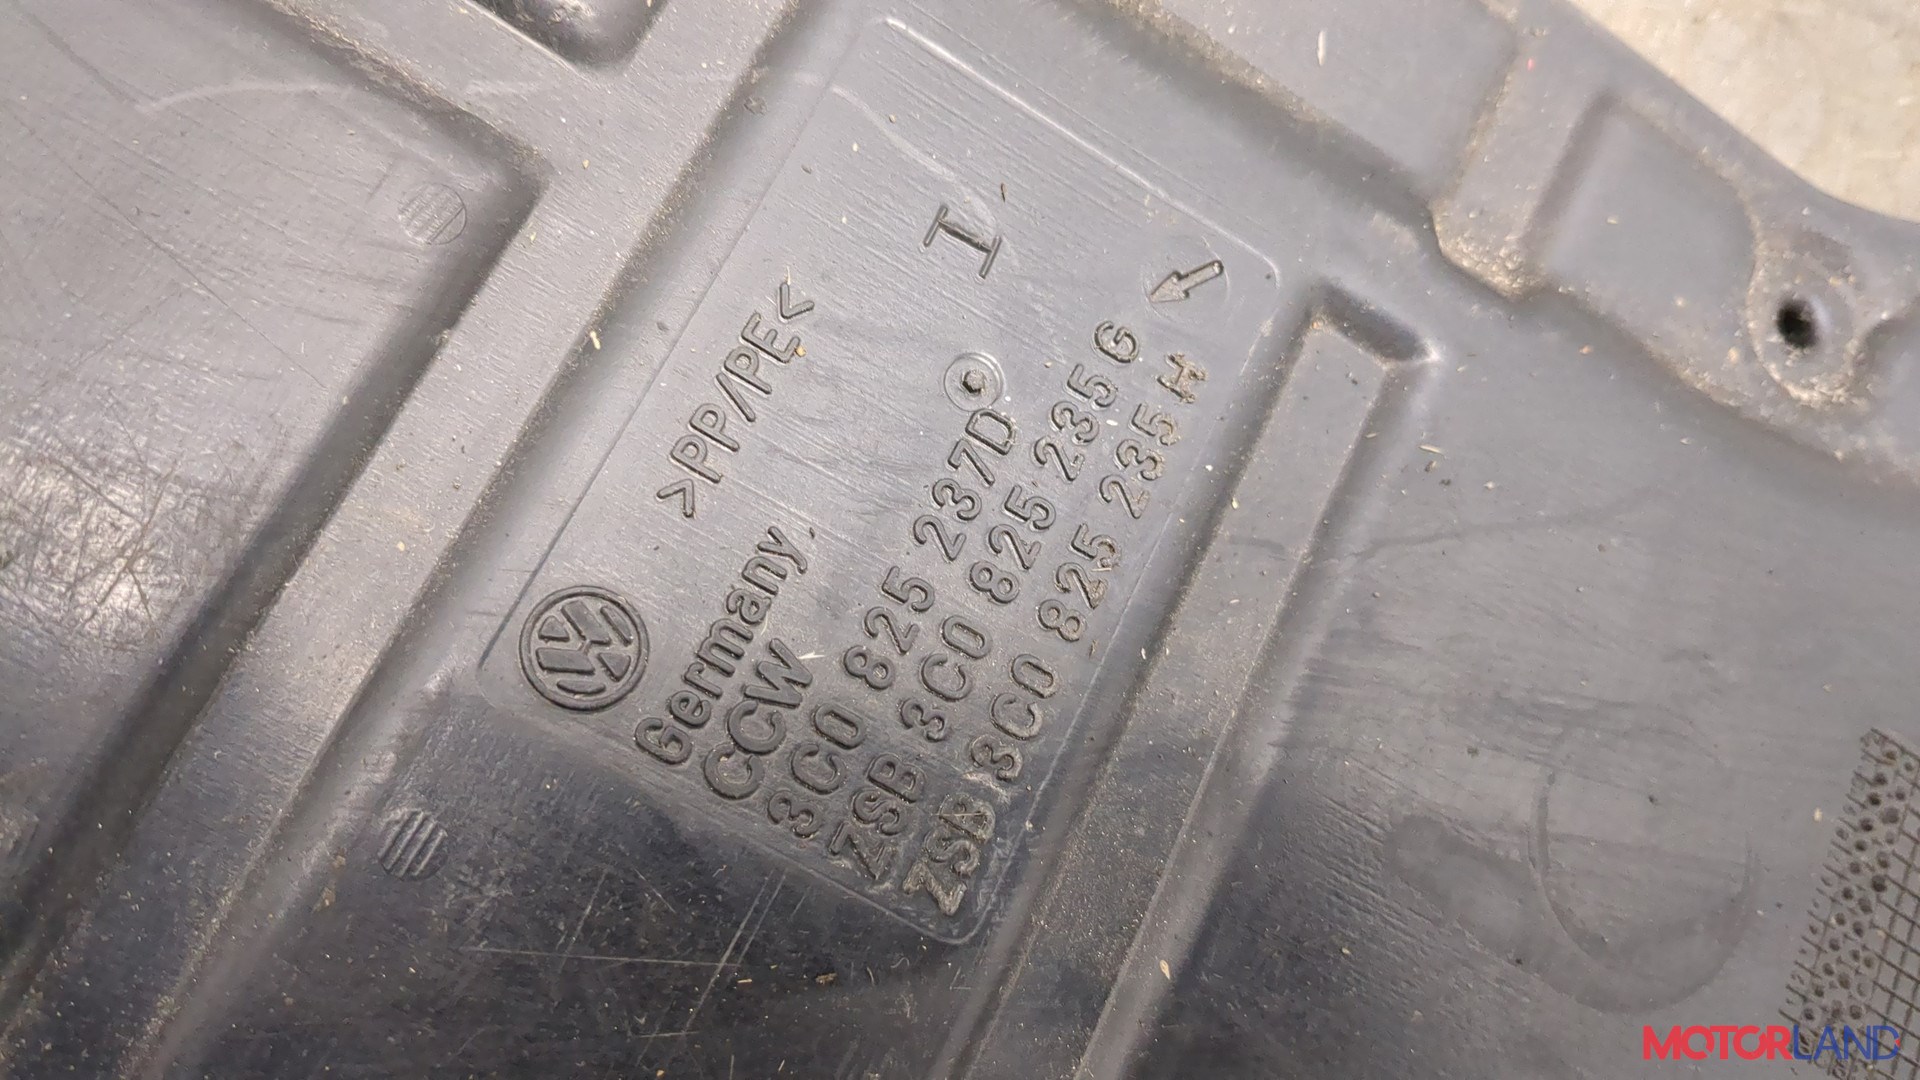 I
>PP/PE<
Germany
CCW
3C0 825 237D
ZSB 3C0 825 235 G
ZSB 3C0 825 235 H
MOTORLAND